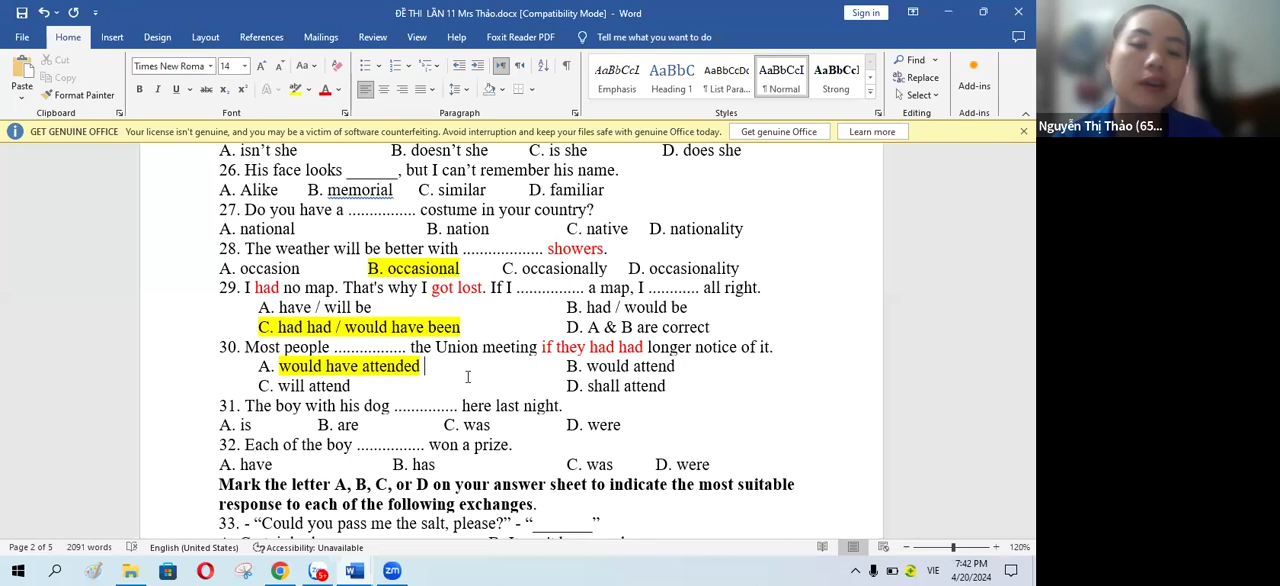 ĐỀ THI LẦN 11 Mrs Thảo.docx [Compatibility Mode] - Word
Sign in
File Home Insert Design Layout References Mailings Review View Help Foxit Reader PDF Tell me what you want to do
Cut
Copy
Format Painter
Paste
Clipboard
Times New Roma 14
Font
Paragraph
AaBbCcI AaBbC AaBbCcDc AaBbCcI AaBbCcI
Emphasis Heading 1 ¶ List Para... ¶ Normal Strong
Styles
Find
Replace
Select
Editing
Add-ins
Add-ins
GET GENUINE OFFICE Your license isn't genuine, and you may be a victim of software counterfeiting. Avoid interruption and keep your files safe with genuine Office today. Get genuine Office Learn more
Nguyễn Thị Thảo (65...
A. isn't she B. doesn't she C. is she D. does she
26. His face looks ______, but I can't remember his name.
A. Alike B. memorial C. similar D. familiar
27. Do you have a ................ costume in your country?
A. national B. nation C. native D. nationality
28. The weather will be better with ................... showers.
A. occasion B. occasional C. occasionally D. occasionality
29. I had no map. That's why I got lost. If I ................ a map, I ............ all right.
A. have / will be B. had / would be
C. had had / would have been D. A & B are correct
30. Most people ................. the Union meeting if they had had longer notice of it.
A. would have attended B. would attend
C. will attend D. shall attend
31. The boy with his dog ............... here last night.
A. is B. are C. was D. were
32. Each of the boy ................ won a prize.
A. have B. has C. was D. were
Mark the letter A, B, C, or D on your answer sheet to indicate the most suitable
response to each of the following exchanges.
33. - “Could you pass me the salt, please?” - “_______”
Page 2 of 5 2091 words English (United States) Accessibility: Unavailable 120%
VIE 7:42 PM
4/20/2024